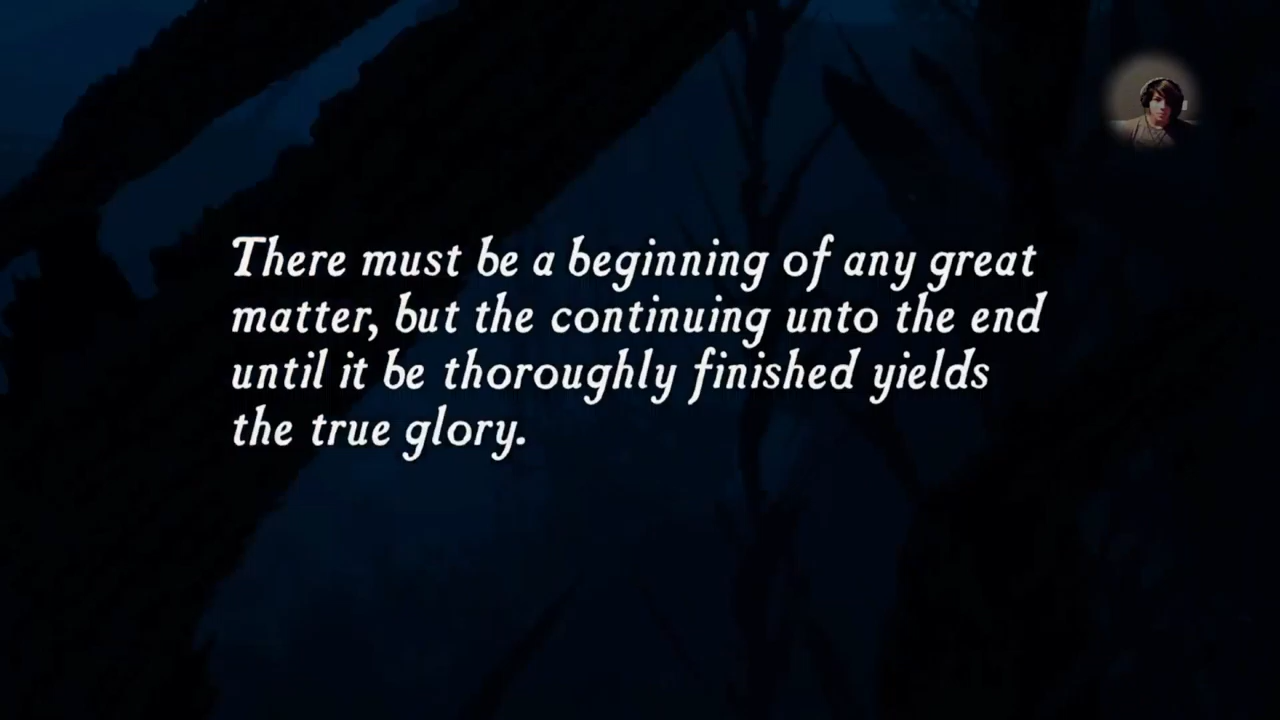 There must be a beginning of any great
matter, but the continuing unto the end
until it be thoroughly finished yields
the true glory.